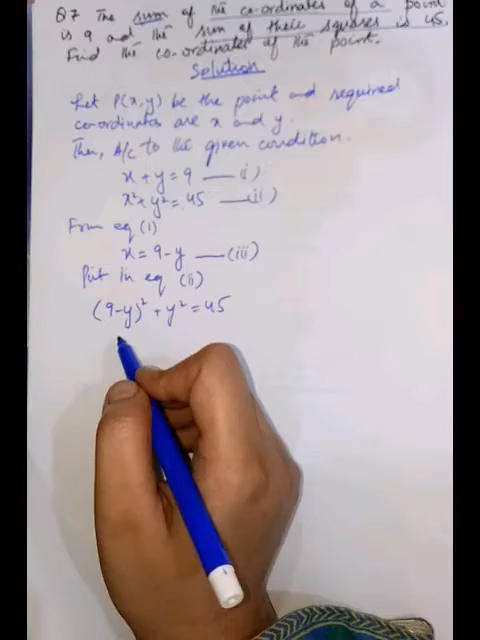 Q7 The sum of the co-ordinates of a point
is 9 and the sum of their squares is 45.
Find the co-ordinates of the point.
Solution
Let P(x,y) be the point and required
co-ordinates are x and y.
Then, A/C to the given condition.
x + y = 9 — i)
x² + y² = 45 — ii)
From eq (i)
x = 9 - y — (iii)
Put in eq (ii)
(9-y)² + y² = 45